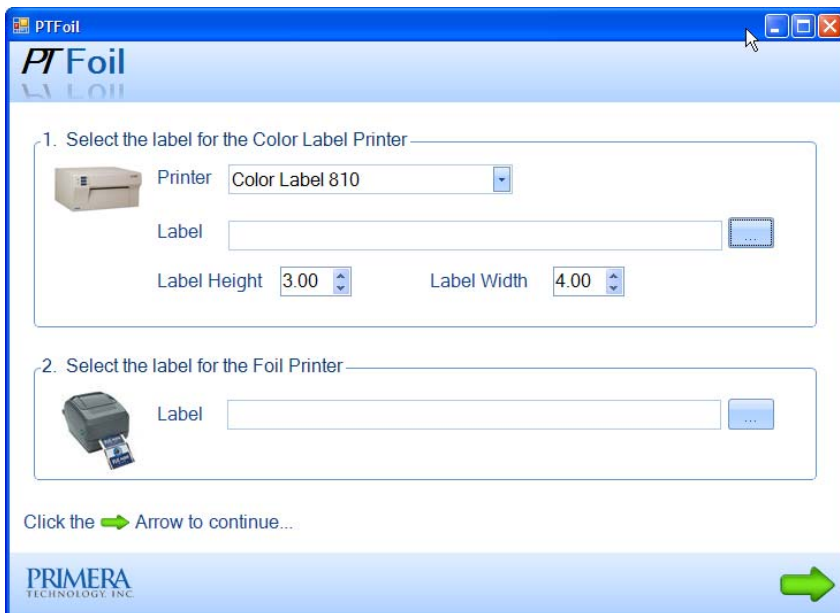 PTFoil
PT Foil
1. Select the label for the Color Label Printer
Printer Color Label 810
Label ...
Label Height 3.00 Label Width 4.00
2. Select the label for the Foil Printer
Label ...
Click the Arrow to continue...
PRIMERA
TECHNOLOGY, INC.